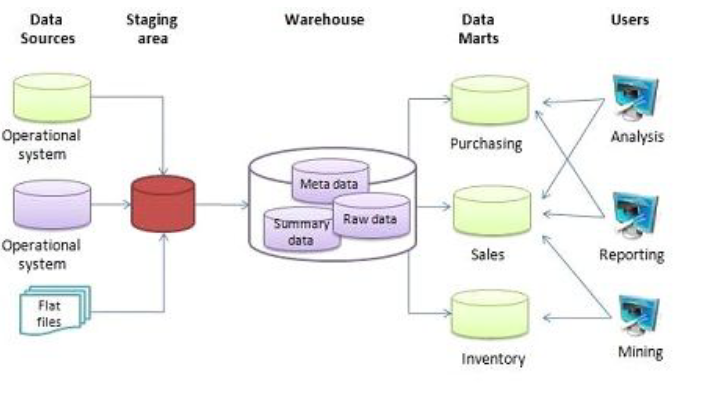 Data
Sources
Staging
area
Warehouse
Data
Marts
Users
Operational
system
Operational
system
Flat
files
Meta data
Summary
data
Raw data
Purchasing
Sales
Inventory
Analysis
Reporting
Mining